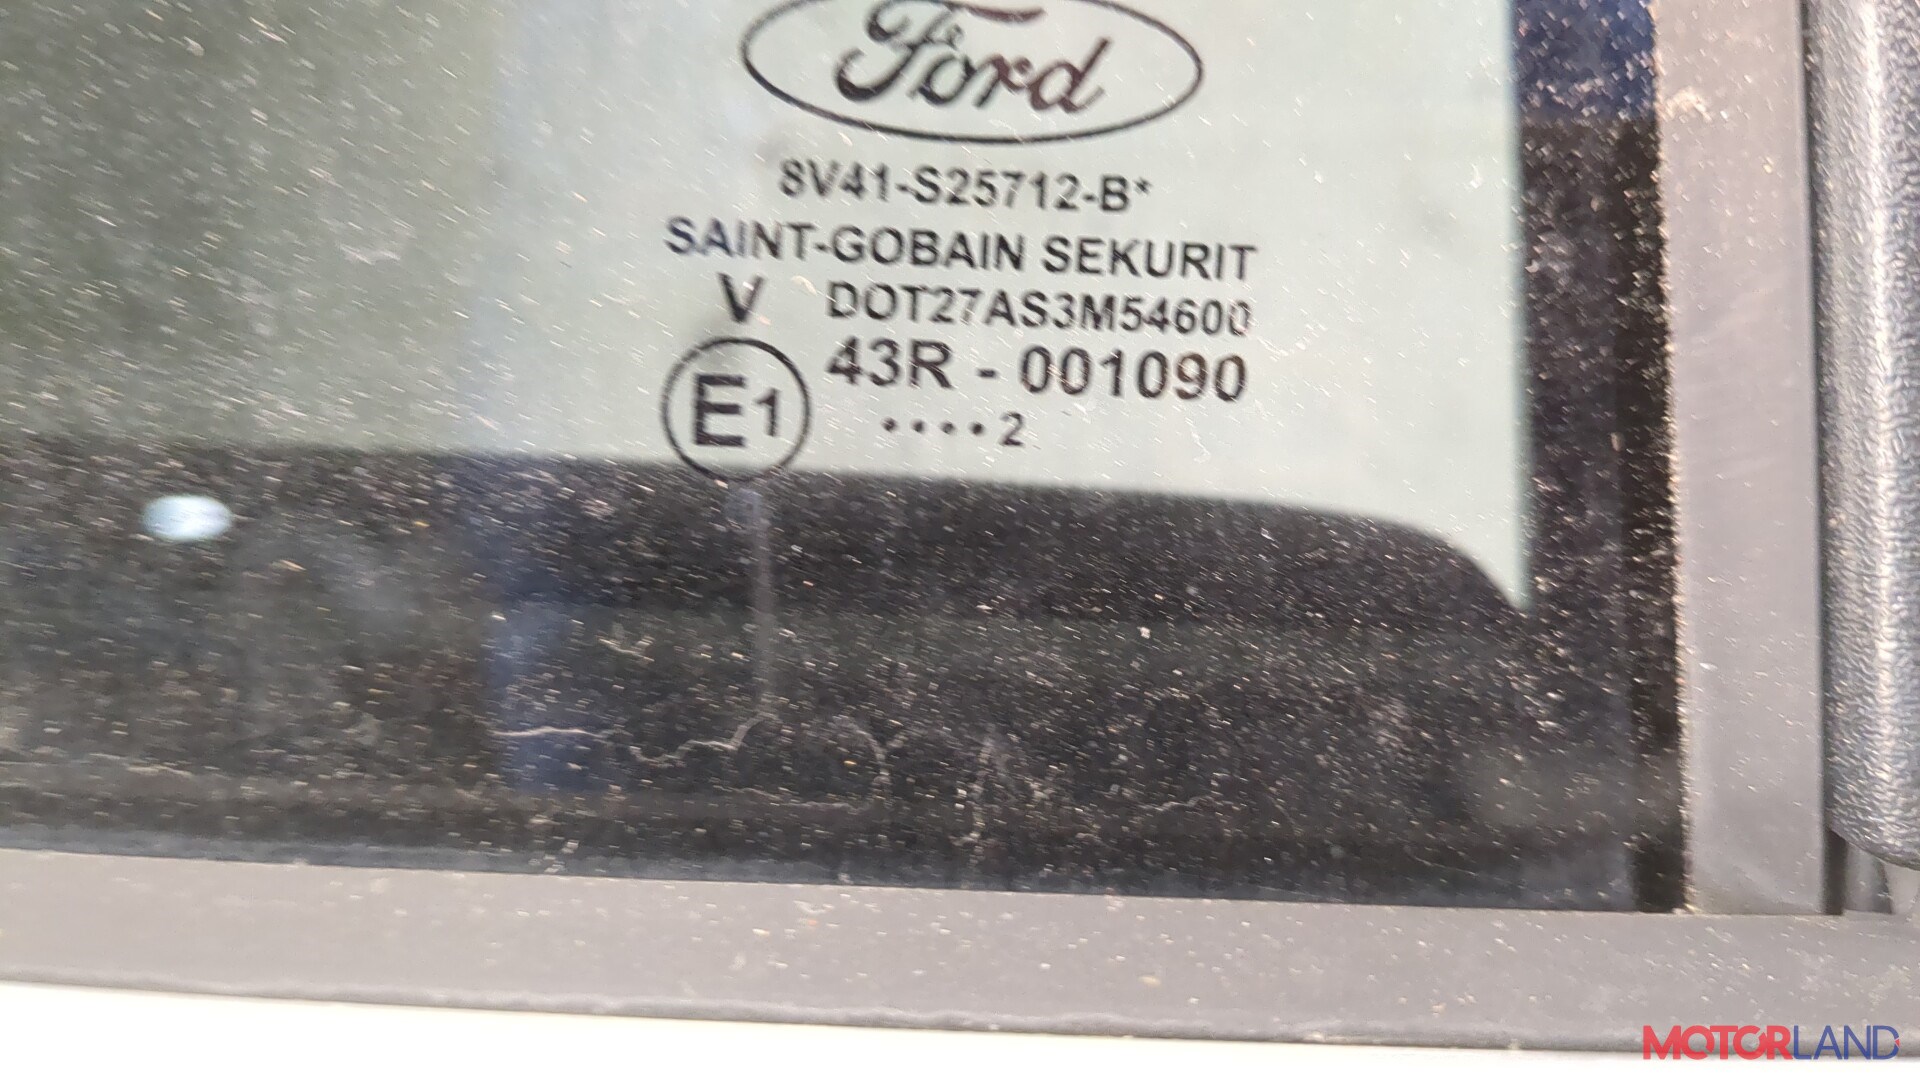 Ford
8V41-S25712-B*
SAINT-GOBAIN SEKURIT
V DOT27AS3M54600
E1 43R - 001090
••••2
MOTORLAND